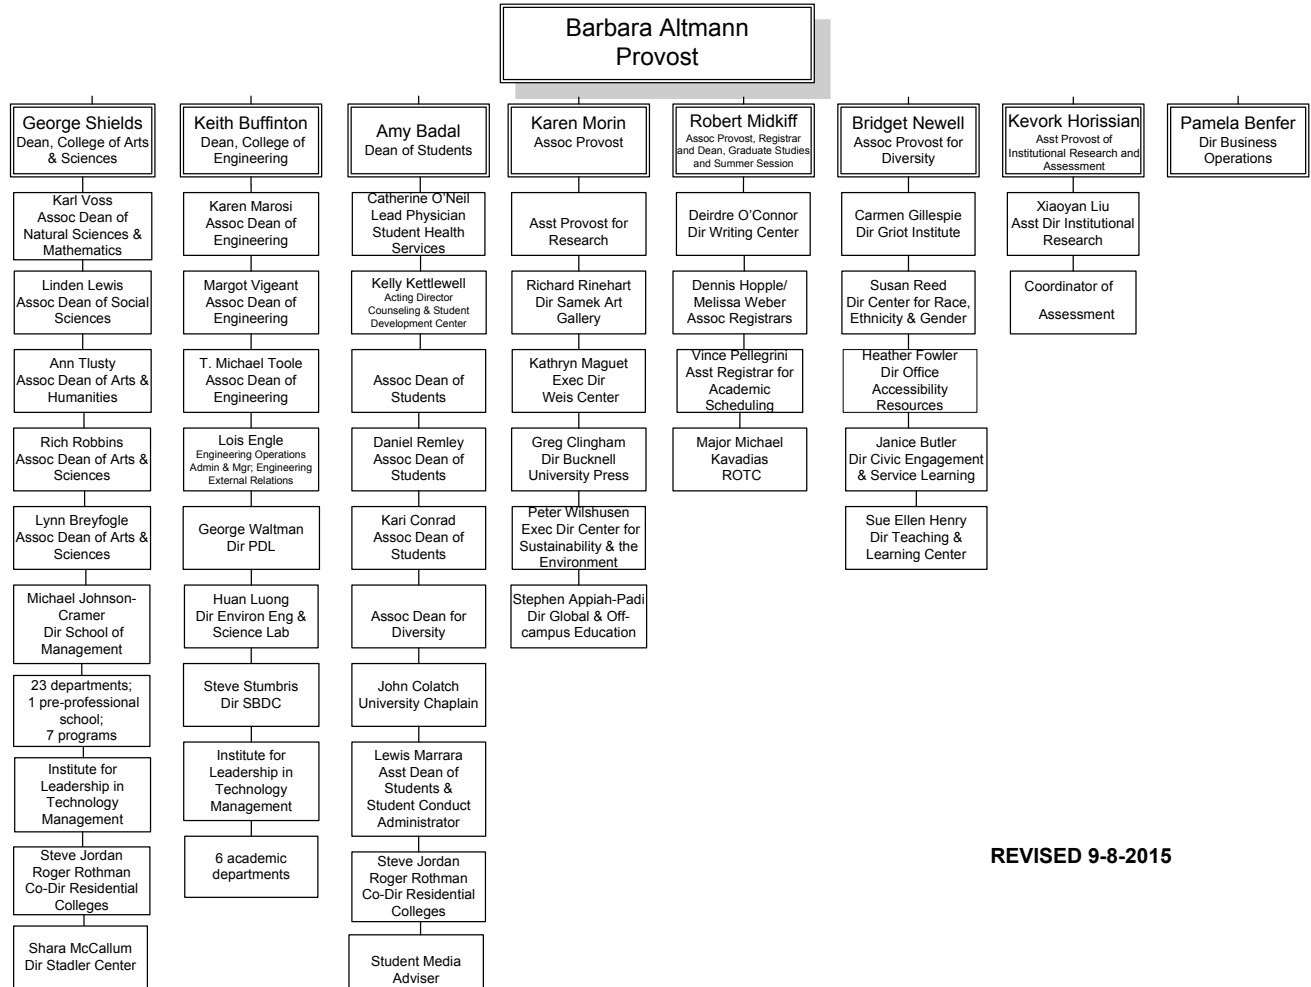 Barbara Altmann
Provost
George Shields
Dean, College of Arts
& Sciences
Karl Voss
Assoc Dean of
Natural Sciences &
Mathematics
Linden Lewis
Assoc Dean of Social
Sciences
Ann Tlusty
Assoc Dean of Arts &
Humanities
Rich Robbins
Assoc Dean of Arts &
Sciences
Lynn Breyfogle
Assoc Dean of Arts &
Sciences
Michael Johnson-
Cramer
Dir School of
Management
23 departments;
1 pre-professional
school;
7 programs
Institute for
Leadership in
Technology
Management
Steve Jordan
Roger Rothman
Co-Dir Residential
Colleges
Shara McCallum
Dir Stadler Center
Keith Buffinton
Dean, College of
Engineering
Karen Marosi
Assoc Dean of
Engineering
Margot Vigeant
Assoc Dean of
Engineering
T. Michael Toole
Assoc Dean of
Engineering
Lois Engle
Engineering Operations
Admin & Mgr; Engineering
External Relations
George Waltman
Dir PDL
Huan Luong
Dir Environ Eng &
Science Lab
Steve Stumbris
Dir SBDC
Institute for
Leadership in
Technology
Management
6 academic
departments
Amy Badal
Dean of Students
Catherine O'Neil
Lead Physician
Student Health
Services
Kelly Kettlewell
Acting Director
Counseling & Student
Development Center
Assoc Dean of
Students
Daniel Remley
Assoc Dean of
Students
Kari Conrad
Assoc Dean of
Students
Assoc Dean for
Diversity
John Colatch
University Chaplain
Lewis Marrara
Asst Dean of
Students &
Student Conduct
Administrator
Steve Jordan
Roger Rothman
Co-Dir Residential
Colleges
Student Media
Adviser
Karen Morin
Assoc Provost
Asst Provost for
Research
Richard Rinehart
Dir Samek Art
Gallery
Kathryn Maguet
Exec Dir
Weis Center
Greg Clingham
Dir Bucknell
University Press
Peter Wilshusen
Exec Dir Center for
Sustainability & the
Environment
Stephen Appiah-Padi
Dir Global & Off-
campus Education
Robert Midkiff
Assoc Provost, Registrar
and Dean, Graduate Studies
and Summer Session
Deirdre O'Connor
Dir Writing Center
Dennis Hopple/
Melissa Weber
Assoc Registrars
Vince Pellegrini
Asst Registrar for
Academic
Scheduling
Major Michael
Kavadias
ROTC
Bridget Newell
Assoc Provost for
Diversity
Carmen Gillespie
Dir Griot Institute
Susan Reed
Dir Center for Race,
Ethnicity & Gender
Heather Fowler
Dir Office
Accessibility
Resources
Janice Butler
Dir Civic Engagement
& Service Learning
Sue Ellen Henry
Dir Teaching &
Learning Center
Kevork Horissian
Asst Provost of
Institutional Research and
Assessment
Xiaoyan Liu
Asst Dir Institutional
Research
Coordinator of
Assessment
Pamela Benfer
Dir Business
Operations
REVISED 9-8-2015